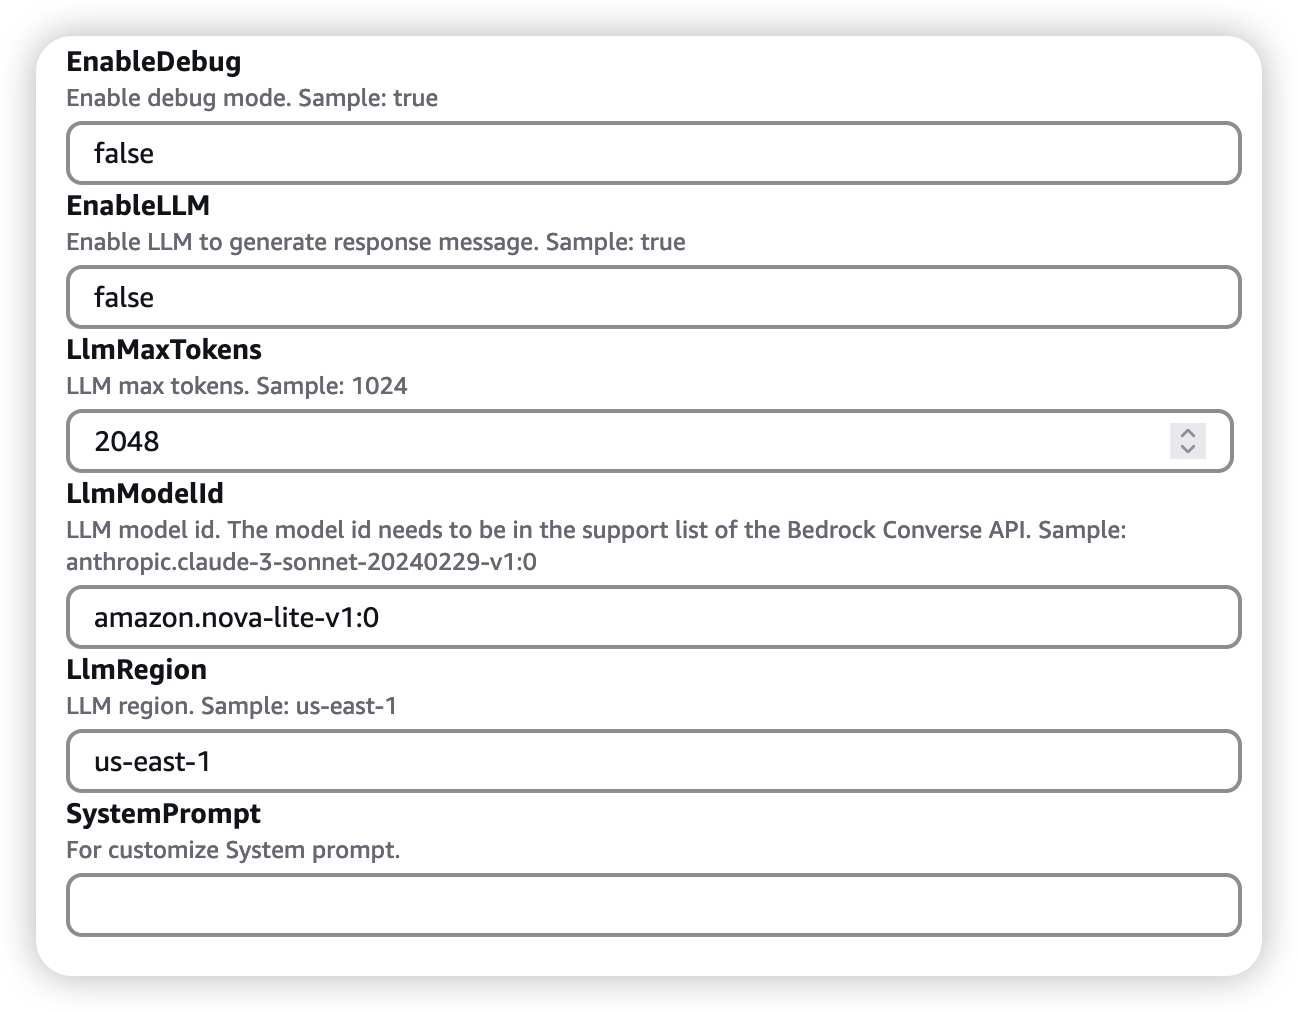 EnableDebug
Enable debug mode. Sample: true
false
EnableLLM
Enable LLM to generate response message. Sample: true
false
LlmMaxTokens
LLM max tokens. Sample: 1024
2048
LlmModelId
LLM model id. The model id needs to be in the support list of the Bedrock Converse API. Sample:
anthropic.claude-3-sonnet-20240229-v1:0
amazon.nova-lite-v1:0
LlmRegion
LLM region. Sample: us-east-1
us-east-1
SystemPrompt
For customize System prompt.